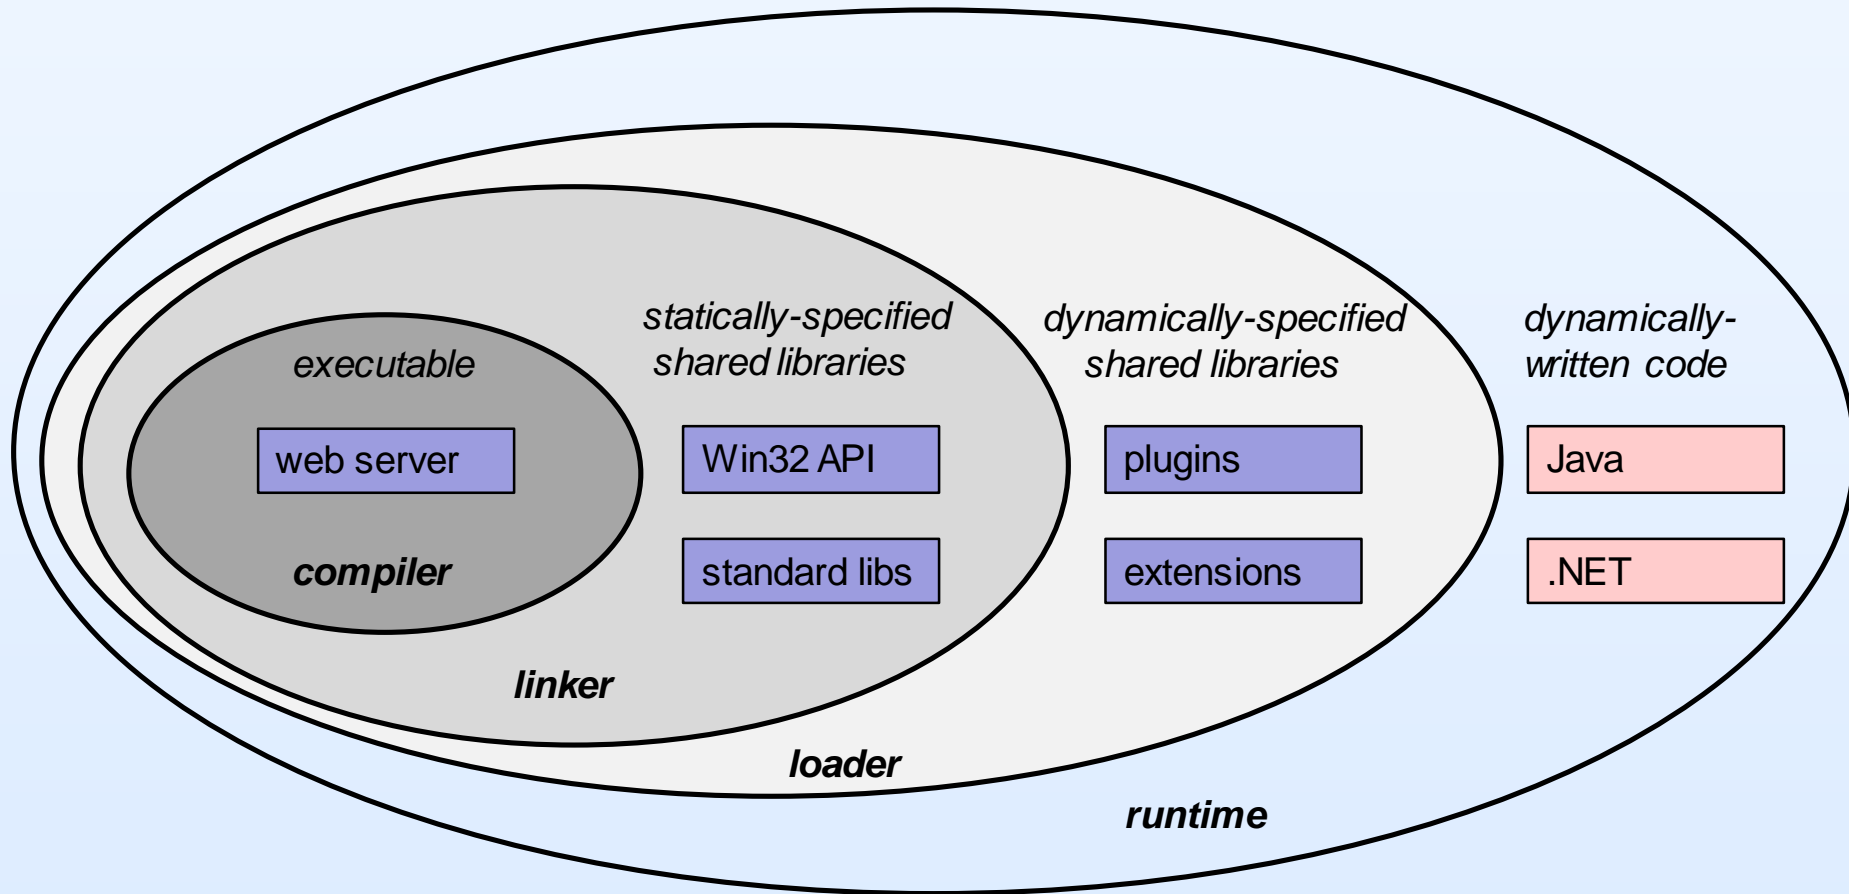 executable
web server
compiler
statically-specified
shared libraries
Win32 API
standard libs
linker
dynamically-specified
shared libraries
plugins
extensions
loader
dynamically-
written code
Java
.NET
runtime